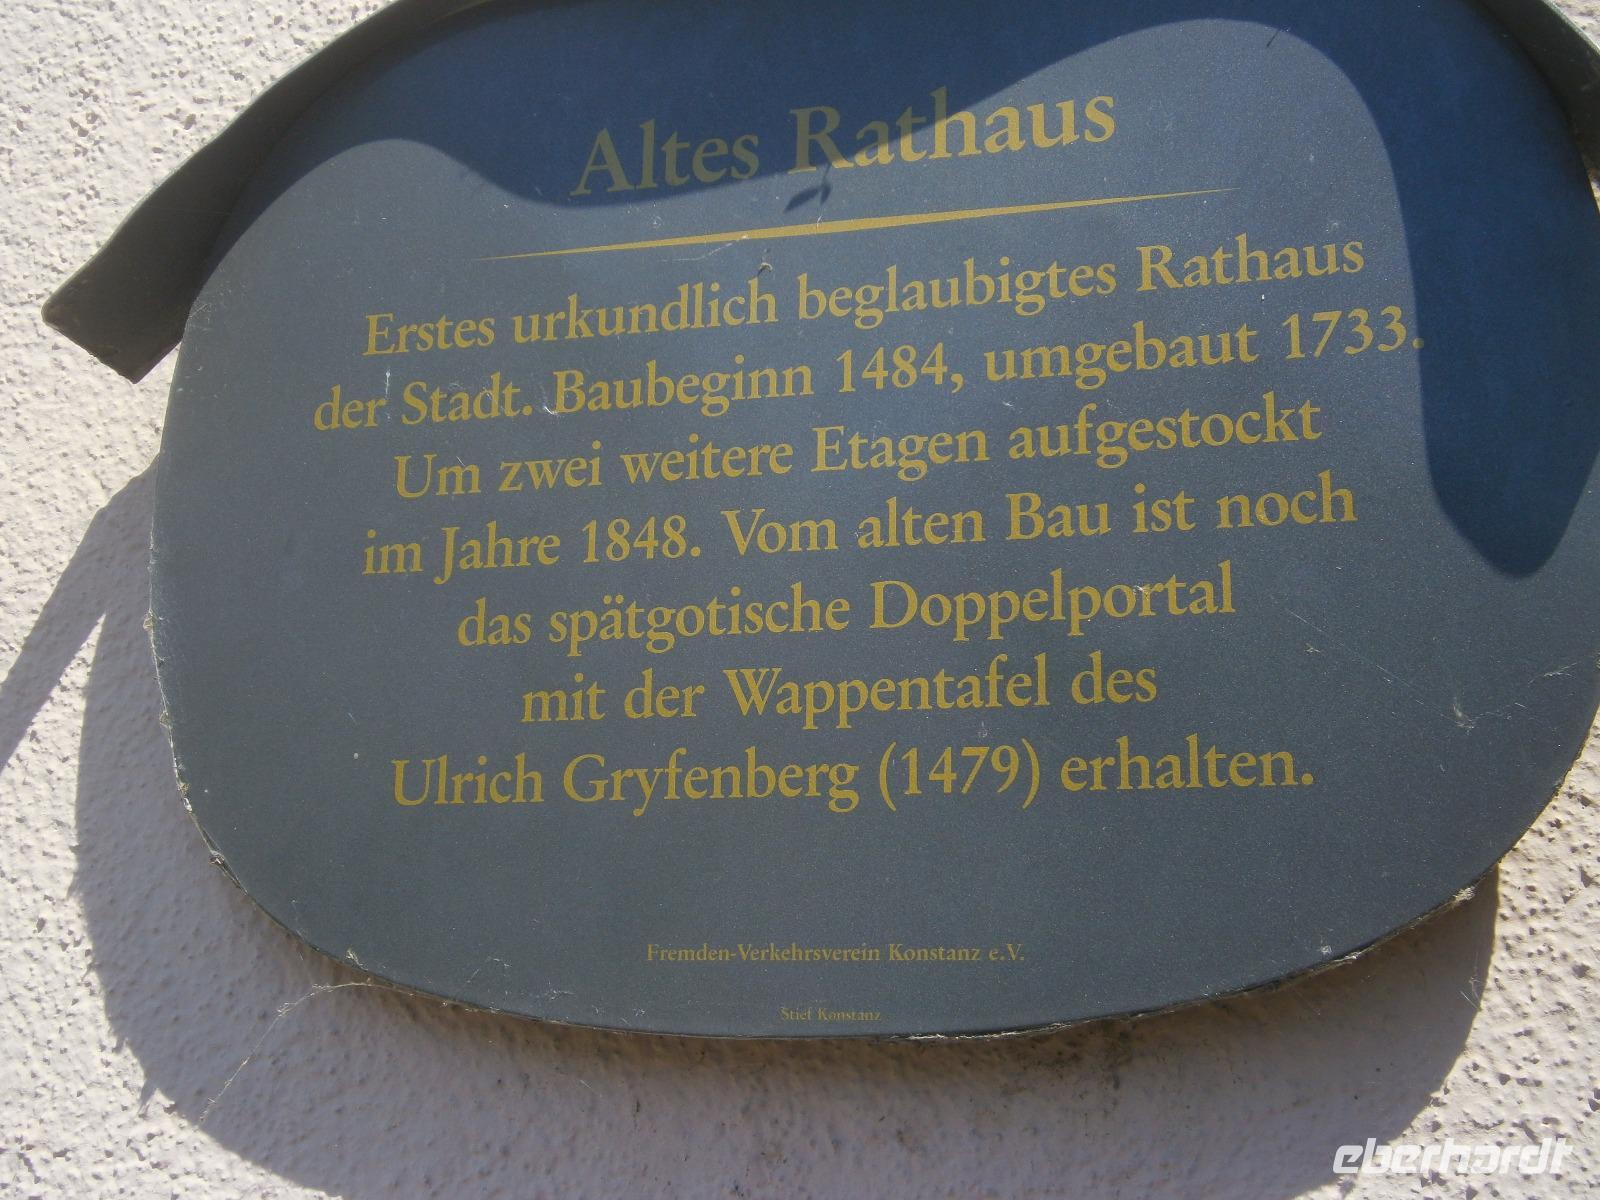 Altes Rathaus
Erstes urkundlich beglaubigtes Rathaus
der Stadt. Baubeginn 1484, umgebaut 1733.
Um zwei weitere Etagen aufgestockt
im Jahre 1848. Vom alten Bau ist noch
das spätgotische Doppelportal
mit der Wappentafel des
Ulrich Gryfenberg (1479) erhalten.
Fremden-Verkehrsverein Konstanz e.V.
Stief Konstanz
eberhardt